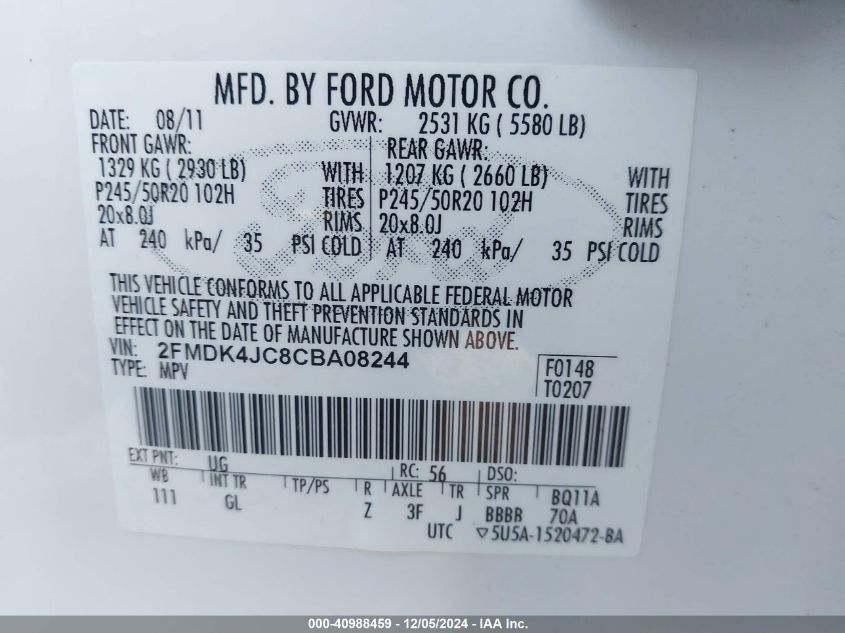 MFD. BY FORD MOTOR CO.
DATE: 08/11 GVWR: 2531 KG ( 5580 LB)
FRONT GAWR: REAR GAWR:
1329 KG ( 2930 LB) WITH 1207 KG ( 2660 LB) WITH
P245/50R20 102H TIRES P245/50R20 102H TIRES
20x8.0J RIMS 20x8.0J RIMS
AT 240 kPa/ 35 PSI COLD AT 240 kPa/ 35 PSI COLD
THIS VEHICLE CONFORMS TO ALL APPLICABLE FEDERAL MOTOR
VEHICLE SAFETY AND THEFT PREVENTION STANDARDS IN
EFFECT ON THE DATE OF MANUFACTURE SHOWN ABOVE.
VIN: 2FMDK4JC8CBA08244 F0148
TYPE: MPV T0207
EXT PNT: UG RC: 56 DSO:
WB INT TR TP/PS R AXLE TR SPR BQ11A
111 GL Z 3F J BBBB 70A
UTC ▽5U5A-1520472-BA
000-40988459 - 12/05/2024 - IAA Inc.